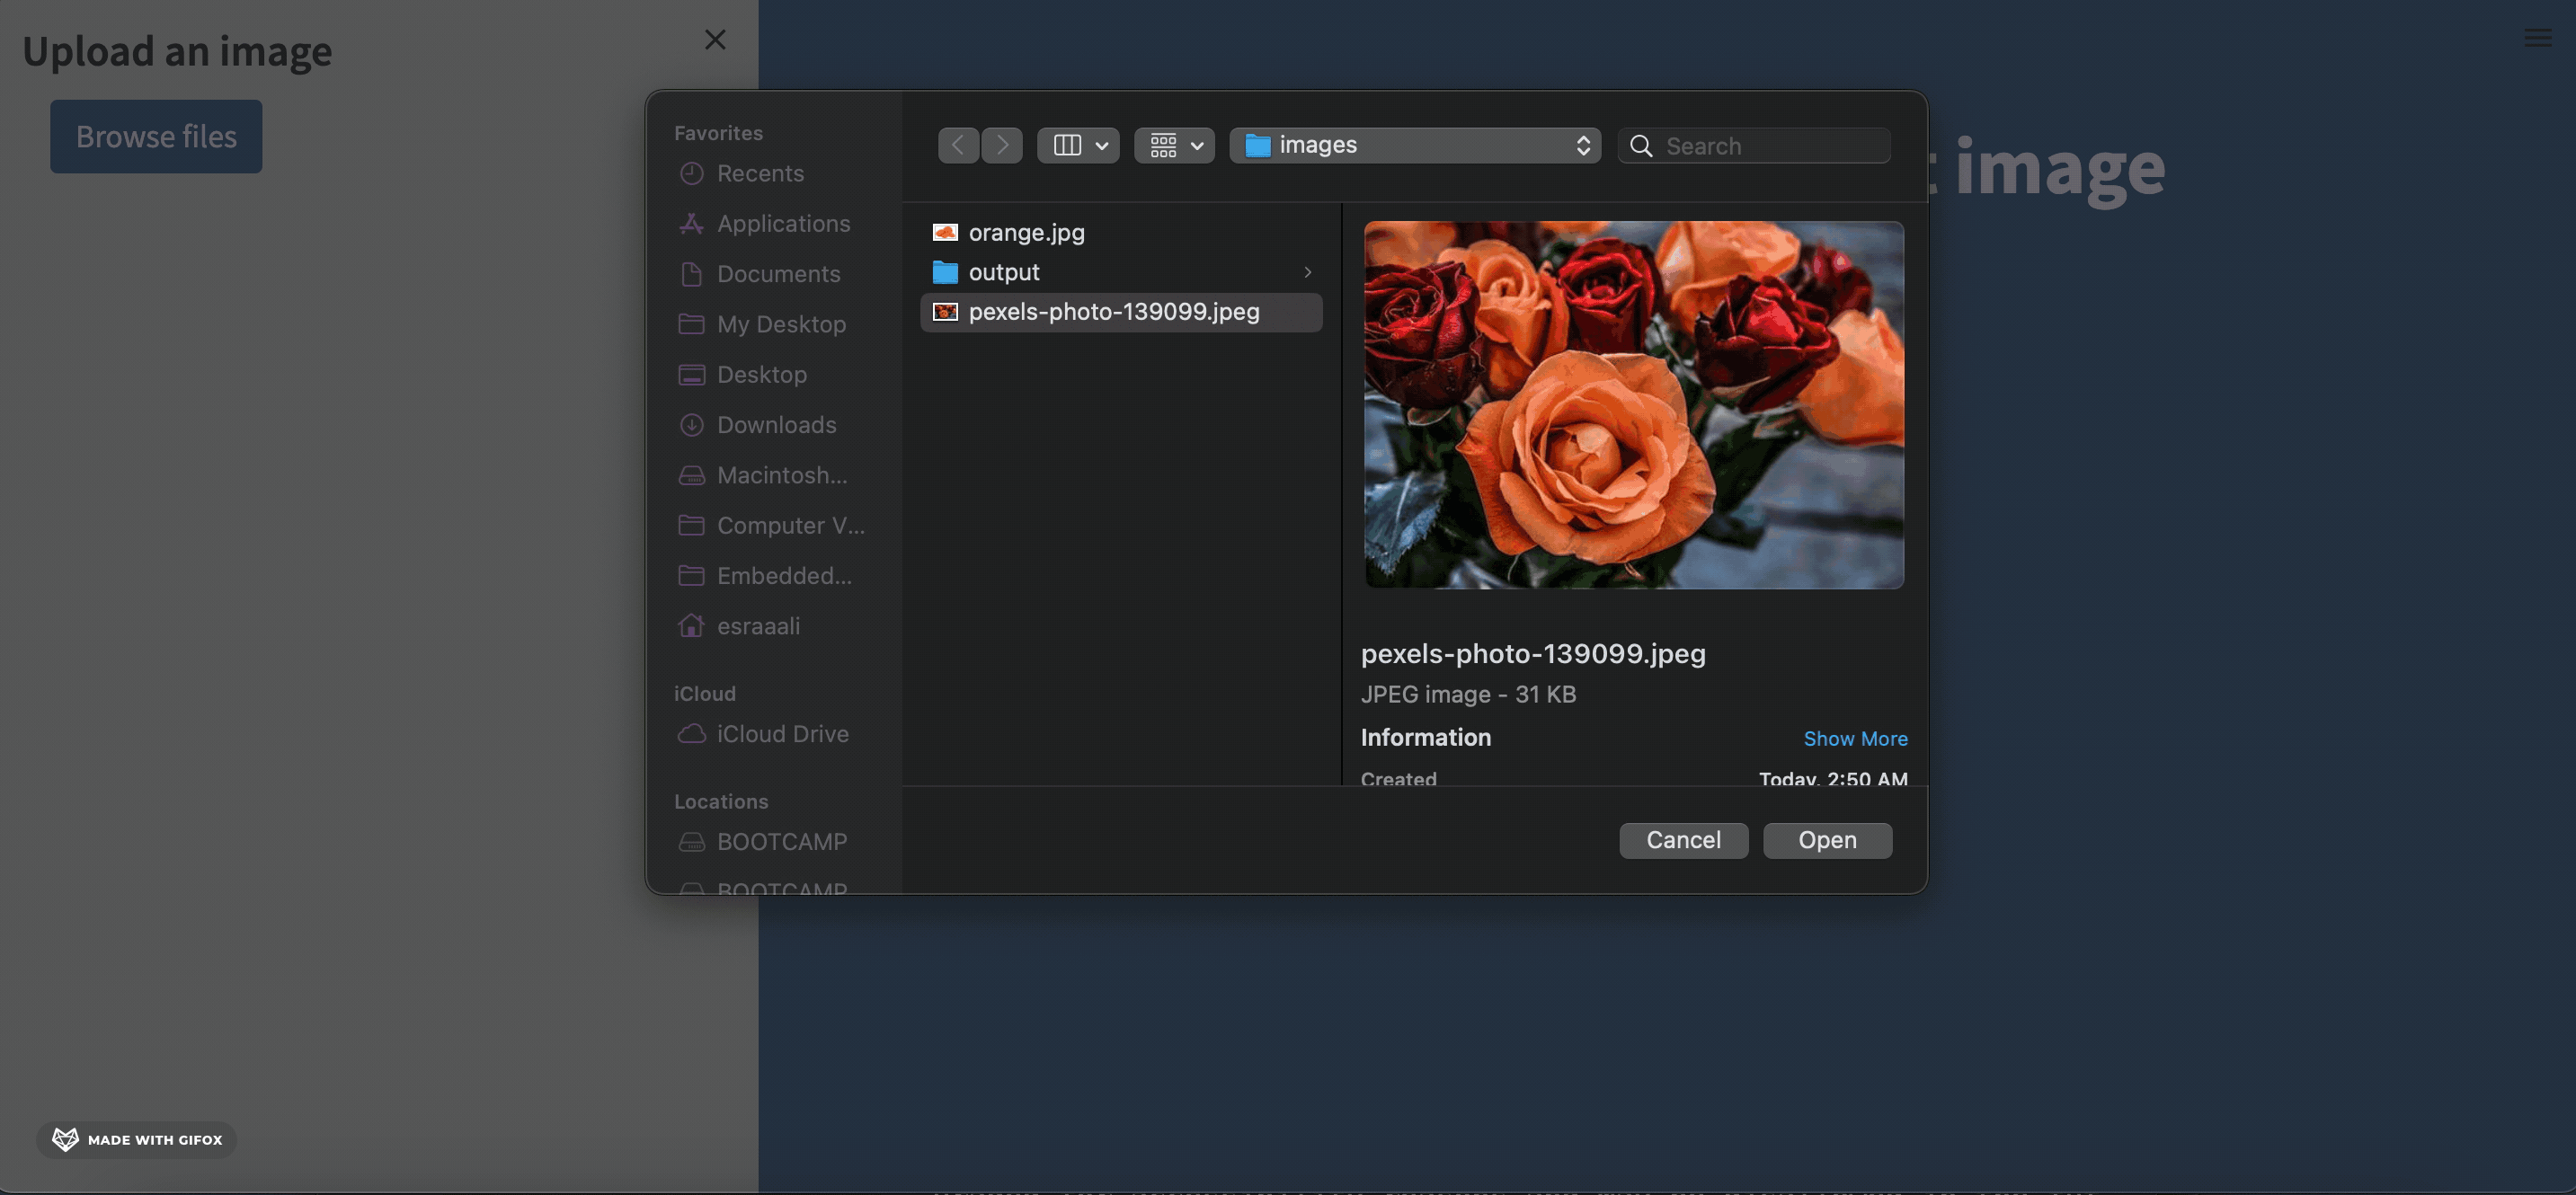 Upload an image
Browse files
Favorites
Recents
Applications
Documents
My Desktop
Desktop
Downloads
Macintosh...
Computer V...
Embedded...
esraaali
iCloud
iCloud Drive
Locations
BOOTCAMP
BOOTCAMP
images
Search
orange.jpg
output
pexels-photo-139099.jpeg
pexels-photo-139099.jpeg
JPEG image - 31 KB
Information Show More
Created Today, 2:50 AM
Cancel Open
image
MADE WITH GIFOX